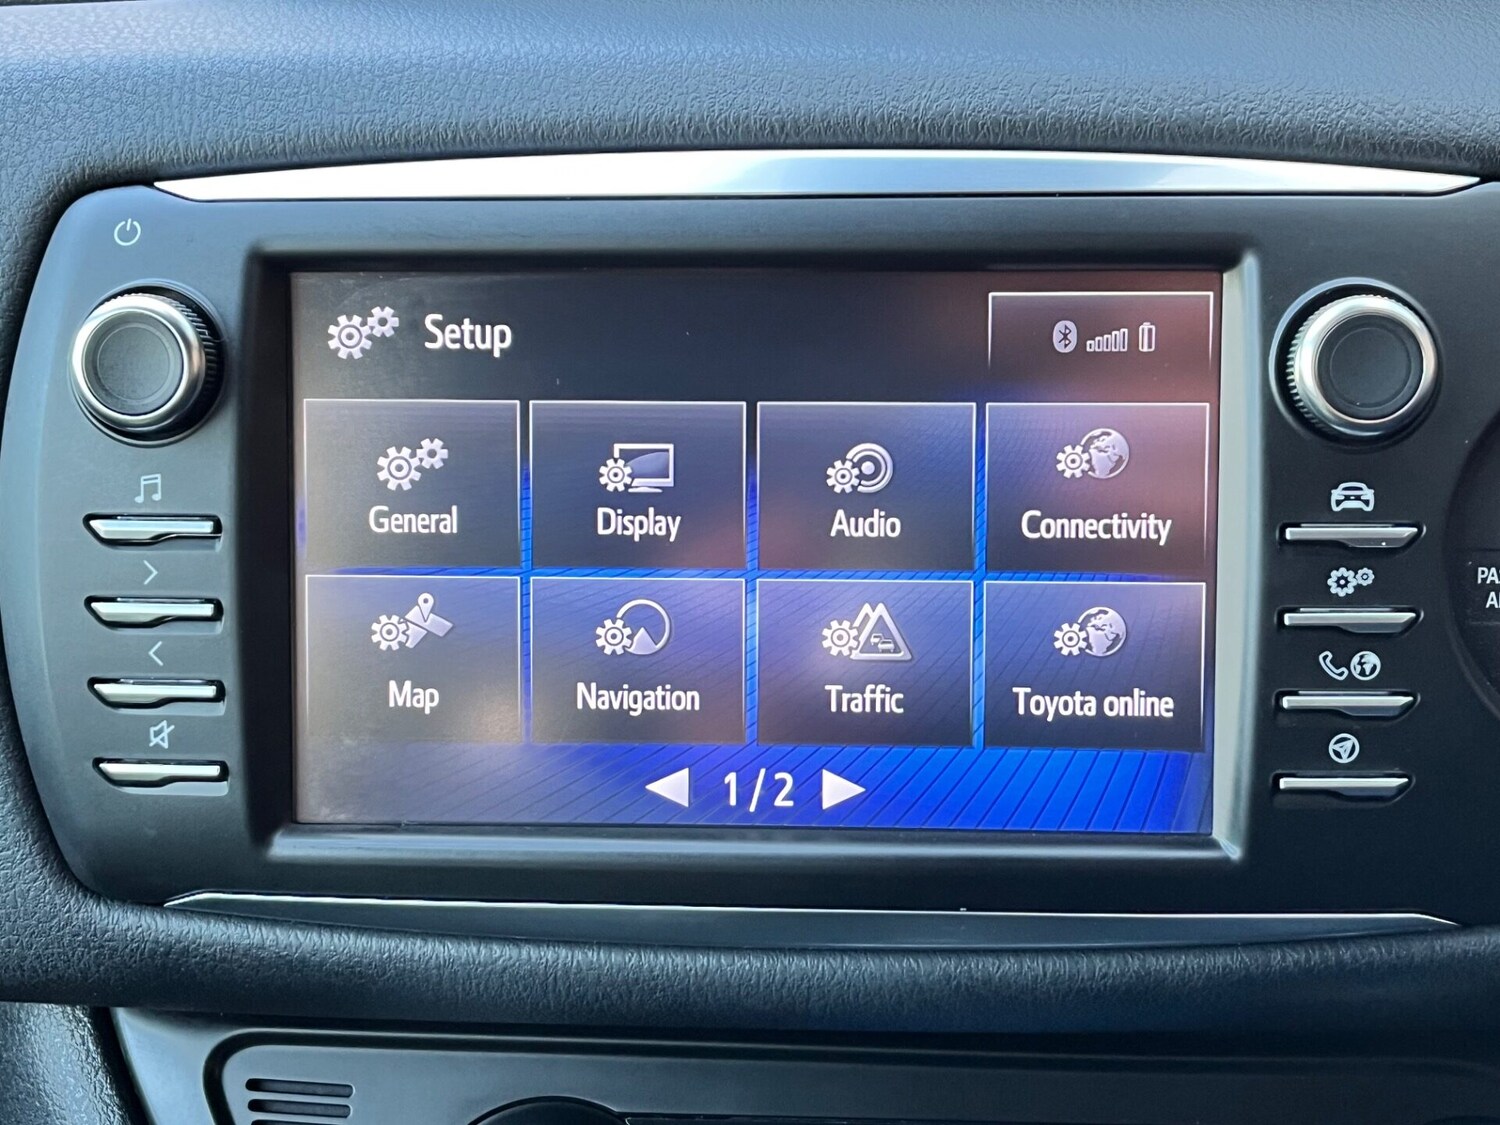 Setup
General
Display
Audio
Connectivity
Map
Navigation
Traffic
Toyota online
1/2